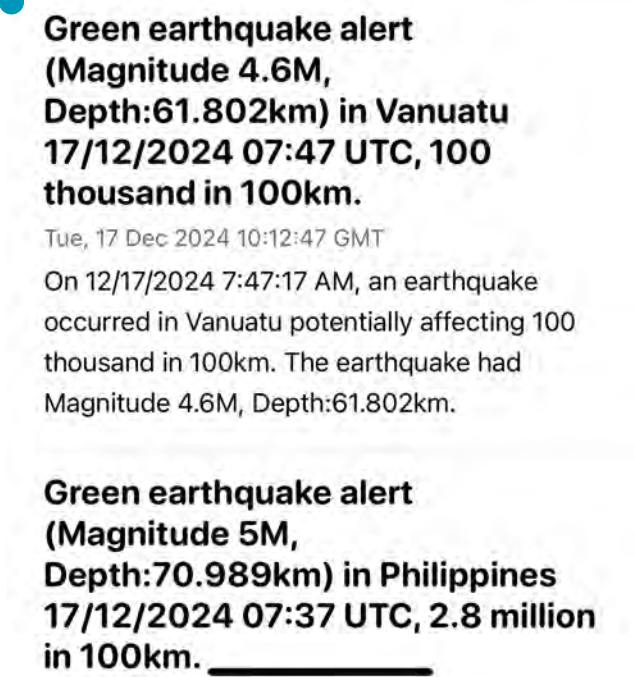 Green earthquake alert
(Magnitude 4.6M,
Depth:61.802km) in Vanuatu
17/12/2024 07:47 UTC, 100
thousand in 100km.
Tue, 17 Dec 2024 10:12:47 GMT
On 12/17/2024 7:47:17 AM, an earthquake
occurred in Vanuatu potentially affecting 100
thousand in 100km. The earthquake had
Magnitude 4.6M, Depth:61.802km.
Green earthquake alert
(Magnitude 5M,
Depth:70.989km) in Philippines
17/12/2024 07:37 UTC, 2.8 million
in 100km.